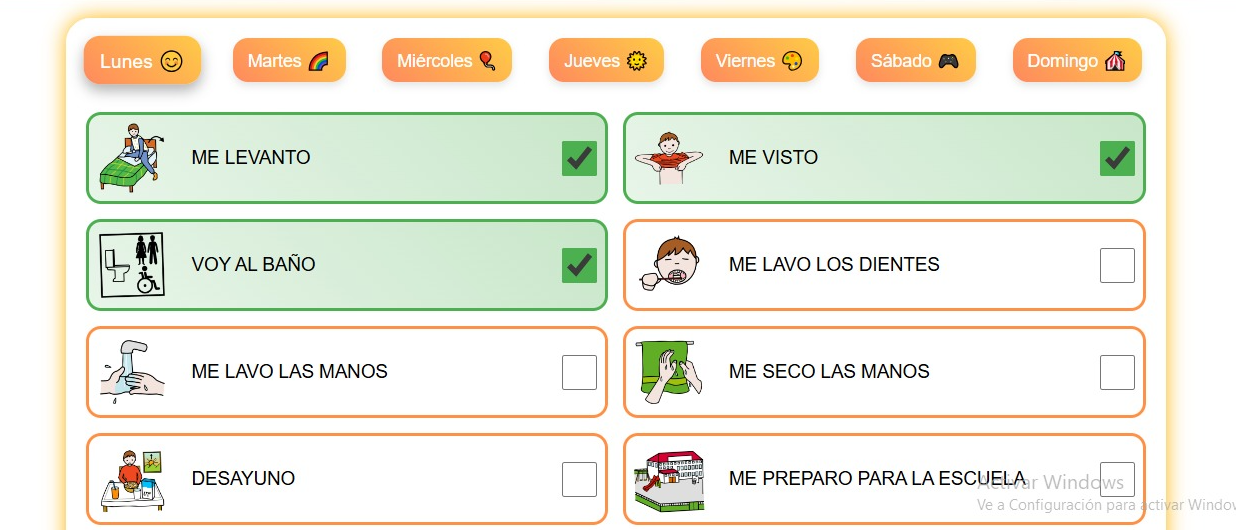 Lunes 😊 Martes 🌈 Miércoles 🎈 Jueves 🌞 Viernes 🎨 Sábado 🎮 Domingo 🎪
ME LEVANTO
ME VISTO
VOY AL BAÑO
ME LAVO LOS DIENTES
ME LAVO LAS MANOS
ME SECO LAS MANOS
DESAYUNO
ME PREPARO PARA LA ESCUELA
Activar Windows
Ve a Configuración para activar Window